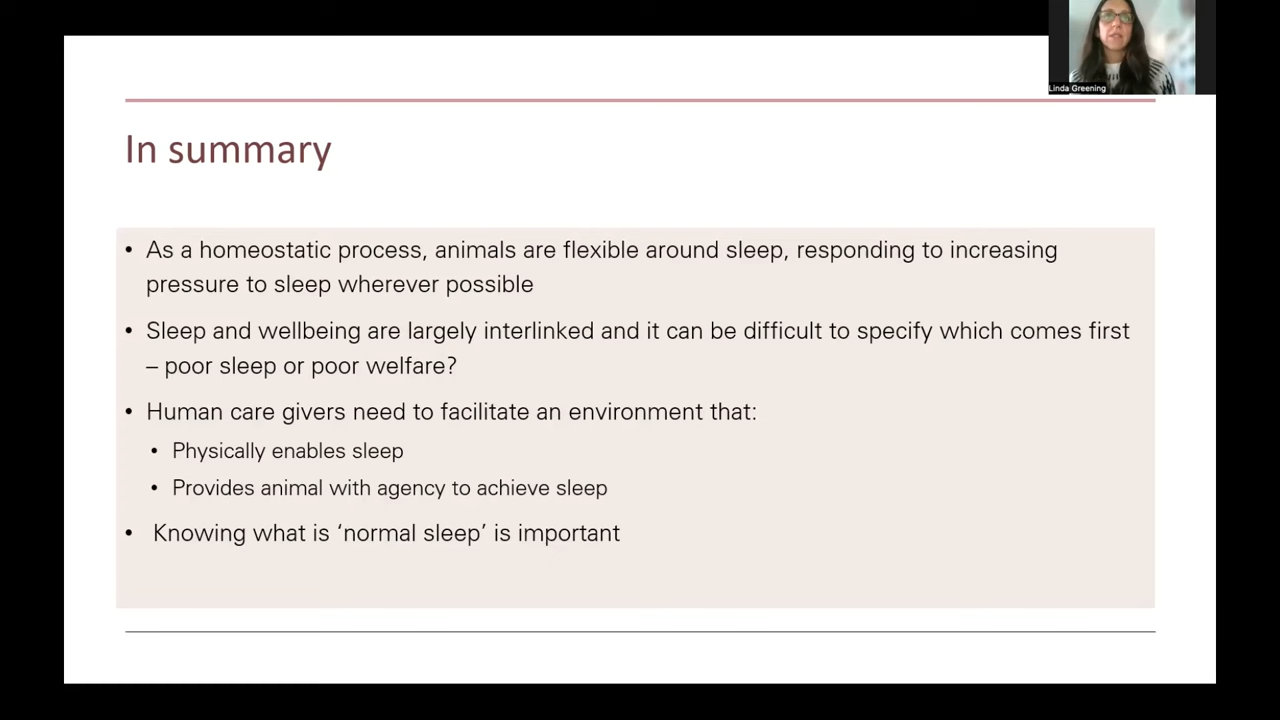 Linda Greening
In summary
• As a homeostatic process, animals are flexible around sleep, responding to increasing
pressure to sleep wherever possible
• Sleep and wellbeing are largely interlinked and it can be difficult to specify which comes first
– poor sleep or poor welfare?
• Human care givers need to facilitate an environment that:
• Physically enables sleep
• Provides animal with agency to achieve sleep
• Knowing what is ‘normal sleep’ is important